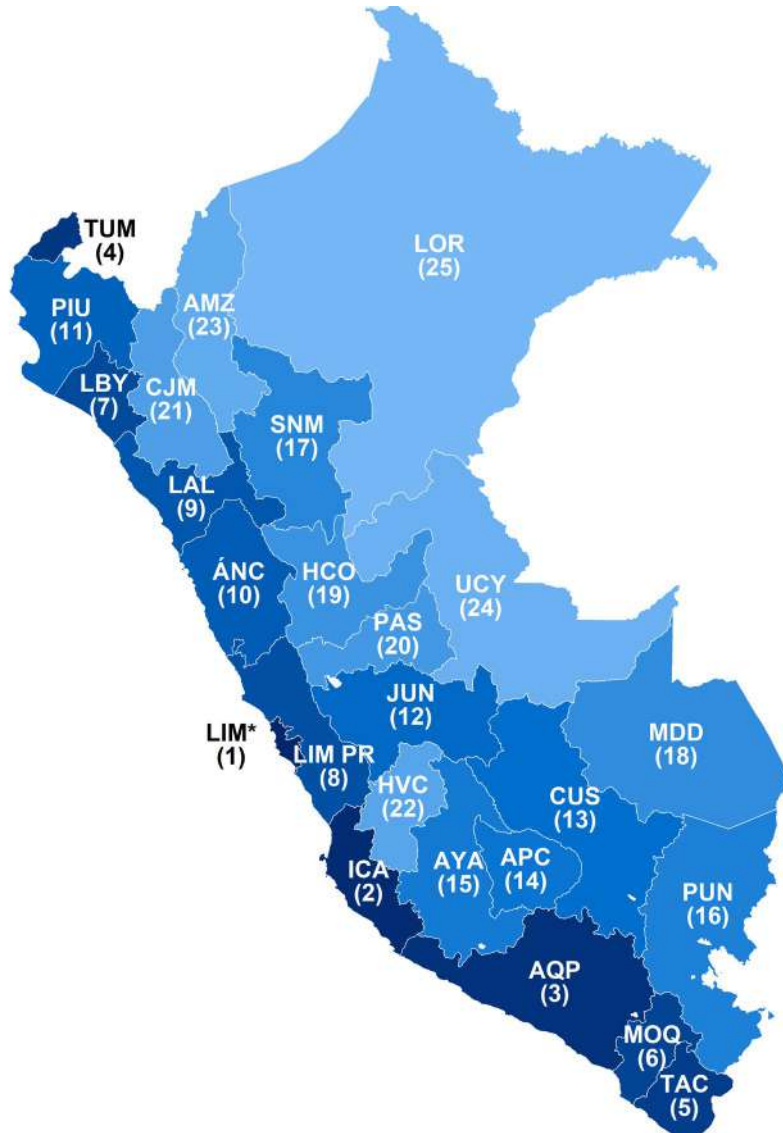 TUM
(4)
LOR
(25)
PIU
(11)
AMZ
(23)
LBY
(7)
CJM
(21)
SNM
(17)
LAL
(9)
ÁNC
(10)
HCO
(19)
UCY
(24)
PAS
(20)
JUN
(12)
LIM*
(1)
LIM PR
(8)
MDD
(18)
HVC
(22)
CUS
(13)
ICA
(2)
AYA
(15)
APC
(14)
PUN
(16)
AQP
(3)
MOQ
(6)
TAC
(5)